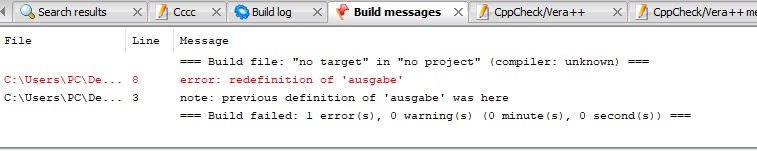 Search results Cccc Build log Build messages CppCheck/Vera++ CppCheck/Vera++ me
File Line Message
=== Build file: "no target" in "no project" (compiler: unknown) ===
C:\Users\PC\De... 8 error: redefinition of 'ausgabe'
C:\Users\PC\De... 3 note: previous definition of 'ausgabe' was here
=== Build failed: 1 error(s), 0 warning(s) (0 minute(s), 0 second(s)) ===